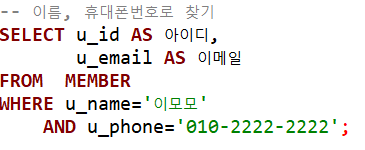 -- 이름, 휴대폰번호로 찾기
SELECT u_id AS 아이디,
       u_email AS 이메일
FROM  MEMBER
WHERE u_name='이모모'
    AND u_phone='010-2222-2222';